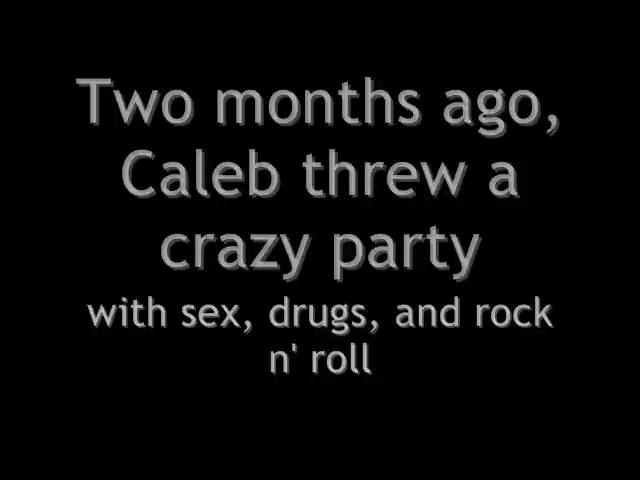 Two months ago,
Caleb threw a
crazy party
with sex, drugs, and rock
n' roll